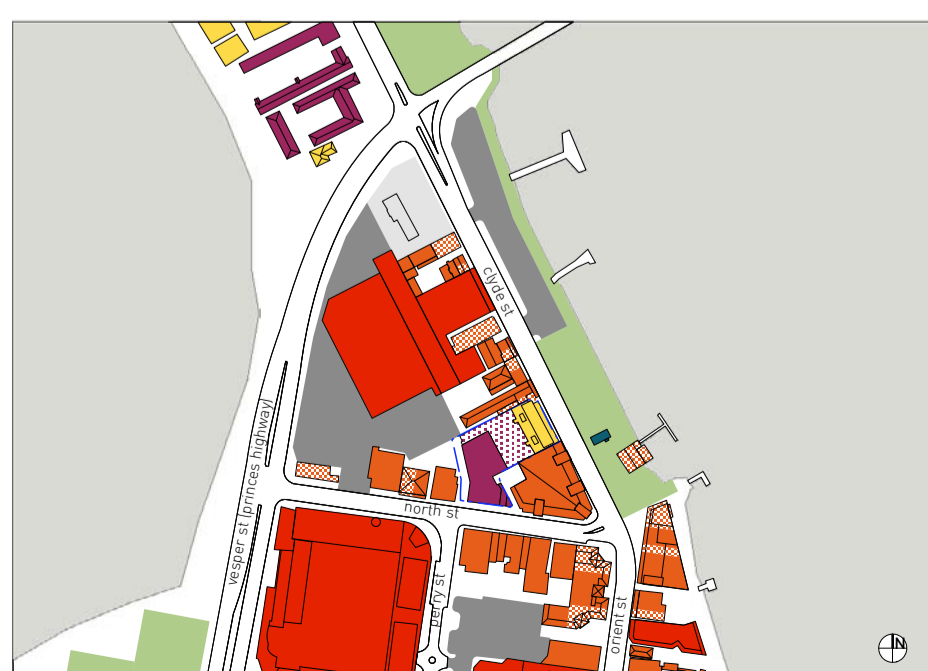 clyde st
vesper st (princes highway)
north st
perry st
orient st
N